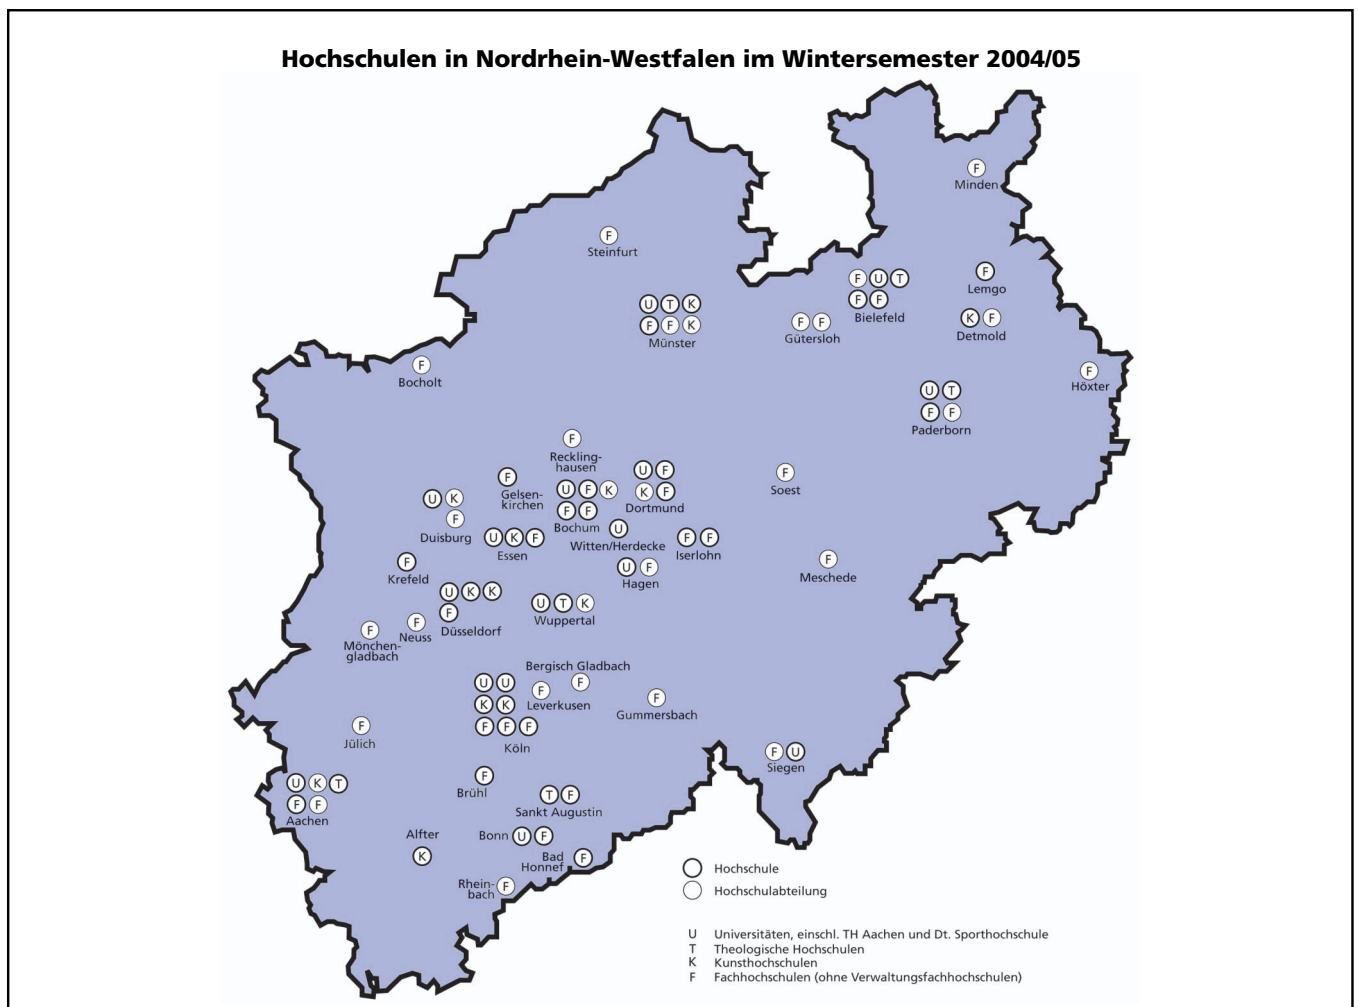 Hochschulen in Nordrhein-Westfalen im Wintersemester 2004/05
F
Minden
F
Steinfurt
F U T
F F
Bielefeld
F
Lemgo
U T K
F F K
Münster
F F
Gütersloh
K F
Detmold
F
Bocholt
F
Höxter
U T
F F
Paderborn
F
Reckling-
hausen
F
Gelsen-
kirchen
U F K
F F
Bochum
U F
K F
Dortmund
F
Soest
U K
F
Duisburg
U K F
Essen
U
Witten/Herdecke
F F
Iserlohn
F
Krefeld
U F
Hagen
F
Meschede
U K K
F
Düsseldorf
U T K
Wuppertal
F
Neuss
F
Mönchen-
gladbach
Bergisch Gladbach
F
U U
K K
F F F
Köln
F
Leverkusen
F
Gummersbach
F
Jülich
F U
Siegen
U K T
F F
Aachen
F
Brühl
T F
Sankt Augustin
Alfter
K
Bonn U F
Bad
Honnef F
Rhein-
bach F
Hochschule
Hochschulabteilung
U Universitäten, einschl. TH Aachen und Dt. Sporthochschule
T Theologische Hochschulen
K Kunsthochschulen
F Fachhochschulen (ohne Verwaltungsfachhochschulen)